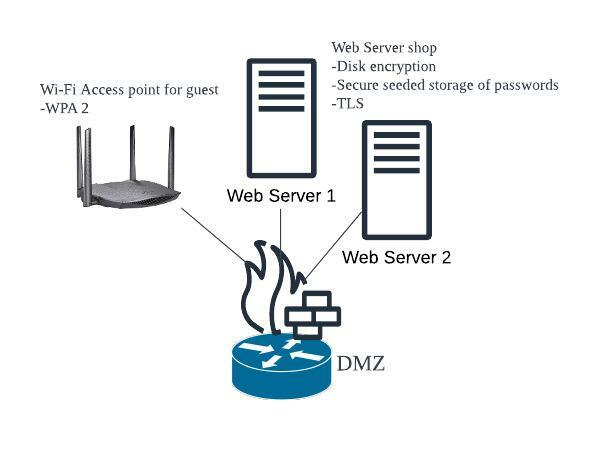 Web Server shop
-Disk encryption
-Secure seeded storage of passwords
-TLS
Wi-Fi Access point for guest
-WPA 2
Web Server 1
Web Server 2
DMZ